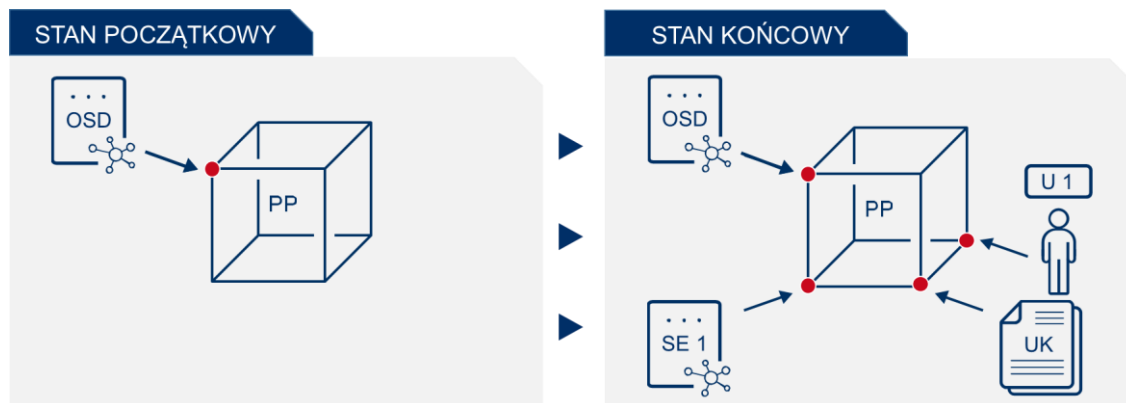 STAN POCZĄTKOWY
OSD
PP
STAN KOŃCOWY
OSD
PP
U 1
SE 1
UK